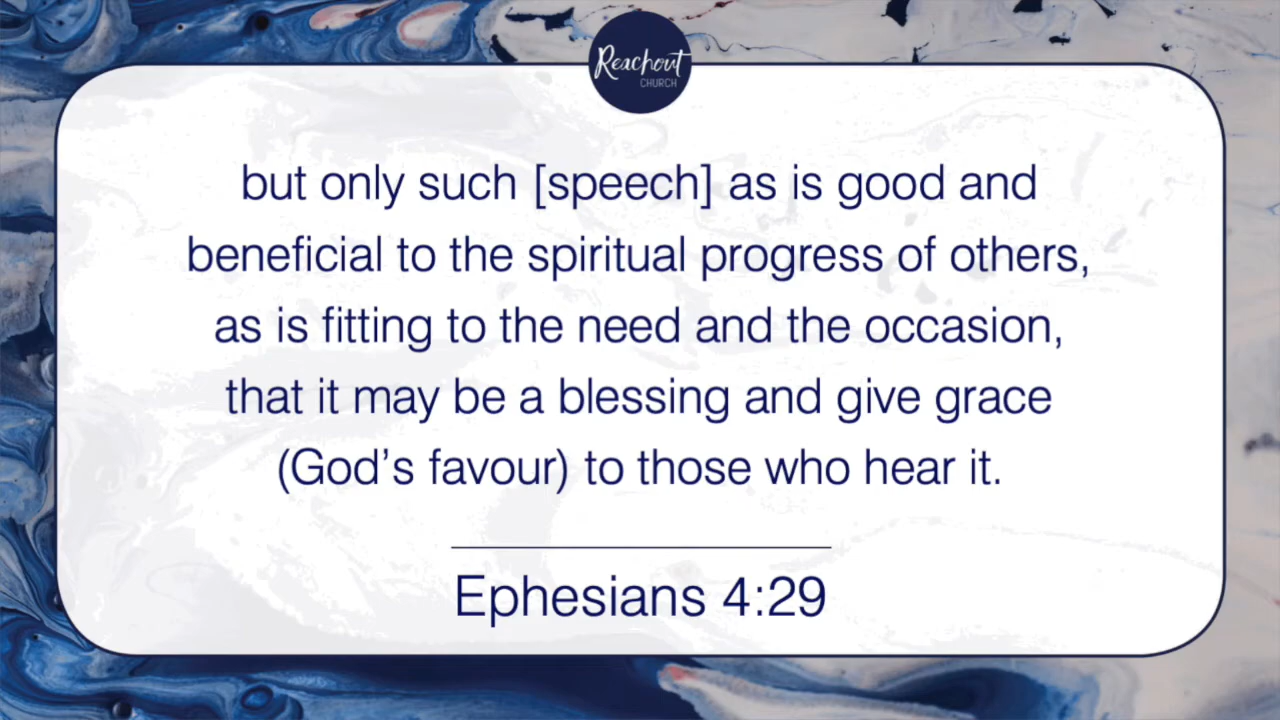 Reachout
CHURCH
but only such [speech] as is good and
beneficial to the spiritual progress of others,
as is fitting to the need and the occasion,
that it may be a blessing and give grace
(God’s favour) to those who hear it.
Ephesians 4:29